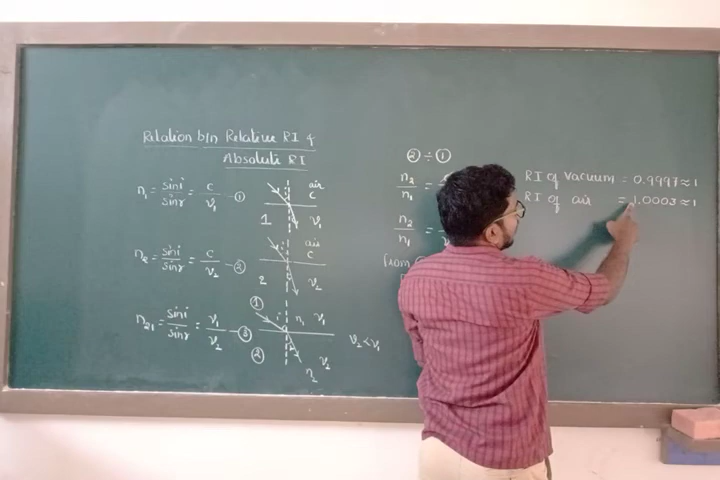 Relation b/n Relative RI &
Absolute RI
n₁ = sini/sinr = c/v₁ - ①
air
c
1
v₁
n₂ = sini/sinr = c/v₂ - ②
i
air
c
2
v₂
n₂₁ = sini/sinr = v₁/v₂ - ③
①
i
n₁ v₁
②
r
v₂
n₂
v₂<v₁
② ÷ ①
n₂/n₁ =
n₂/n₁ =
from
RI of vacuum = 0.9997 ≈ 1
RI of air = 1.0003 ≈ 1